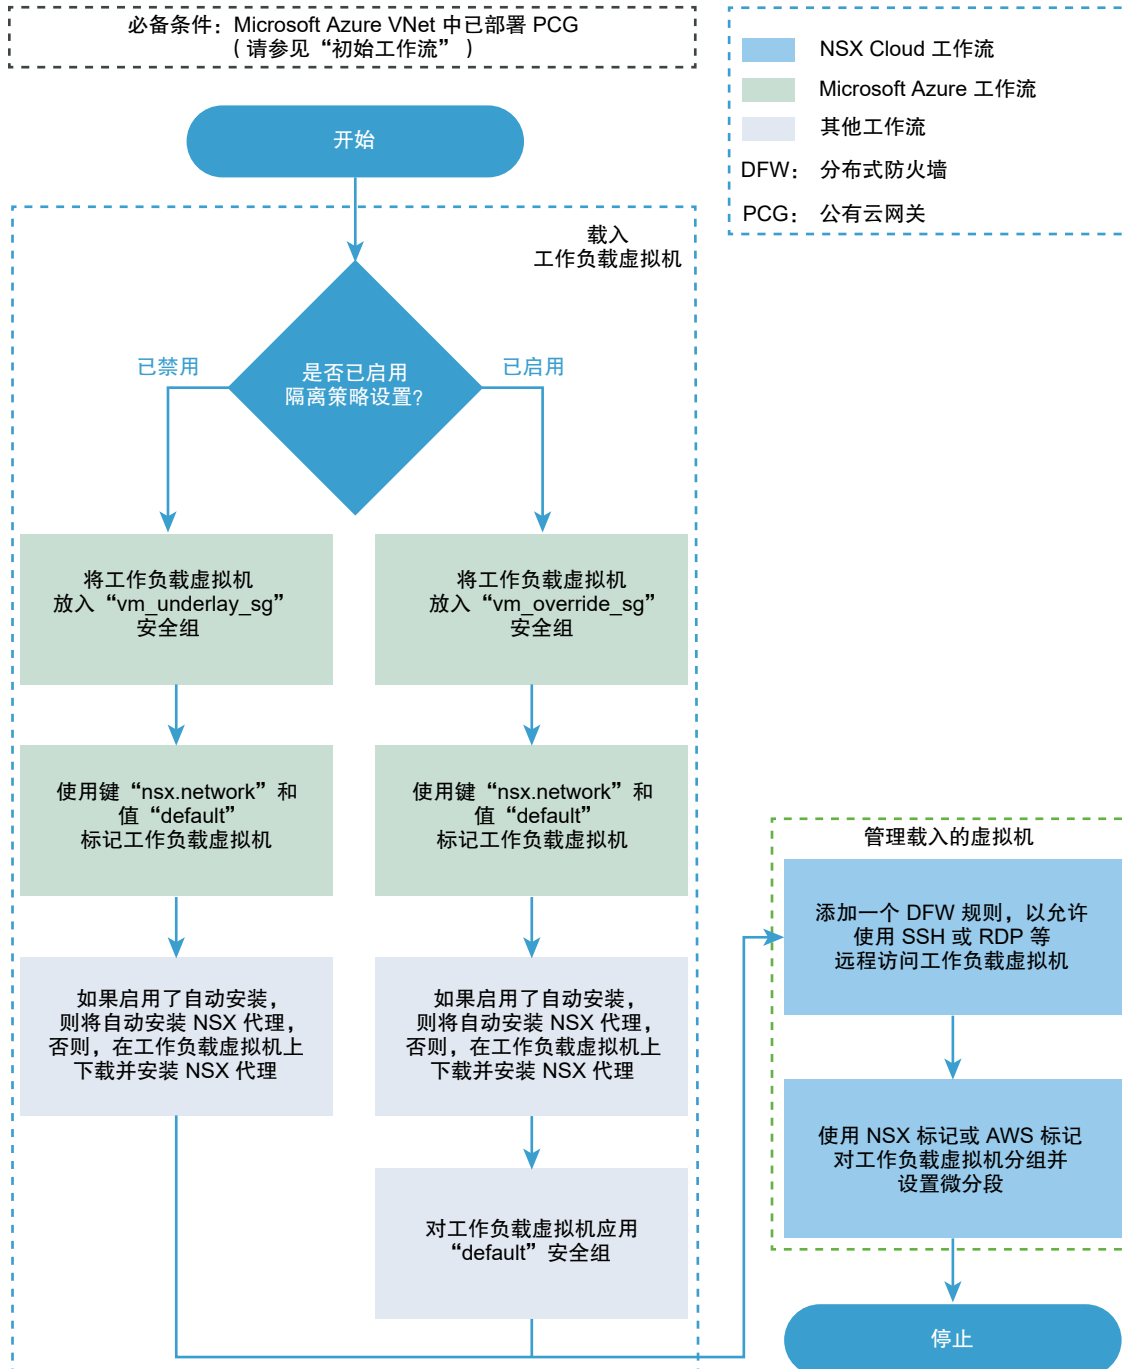 必备条件：Microsoft Azure VNet 中已部署 PCG
（请参见“初始工作流”）
NSX Cloud 工作流
Microsoft Azure 工作流
其他工作流
DFW： 分布式防火墙
PCG： 公有云网关
开始
载入
工作负载虚拟机
是否已启用
隔离策略设置？
已禁用
已启用
将工作负载虚拟机
放入“vm_underlay_sg”
安全组
将工作负载虚拟机
放入“vm_override_sg”
安全组
使用键“nsx.network”和
值“default”
标记工作负载虚拟机
使用键“nsx.network”和
值“default”
标记工作负载虚拟机
如果启用了自动安装，
则将自动安装 NSX 代理，
否则，在工作负载虚拟机上
下载并安装 NSX 代理
如果启用了自动安装，
则将自动安装 NSX 代理，
否则，在工作负载虚拟机上
下载并安装 NSX 代理
对工作负载虚拟机应用
“default”安全组
管理载入的虚拟机
添加一个 DFW 规则，以允许
使用 SSH 或 RDP 等
远程访问工作负载虚拟机
使用 NSX 标记或 AWS 标记
对工作负载虚拟机分组并
设置微分段
停止